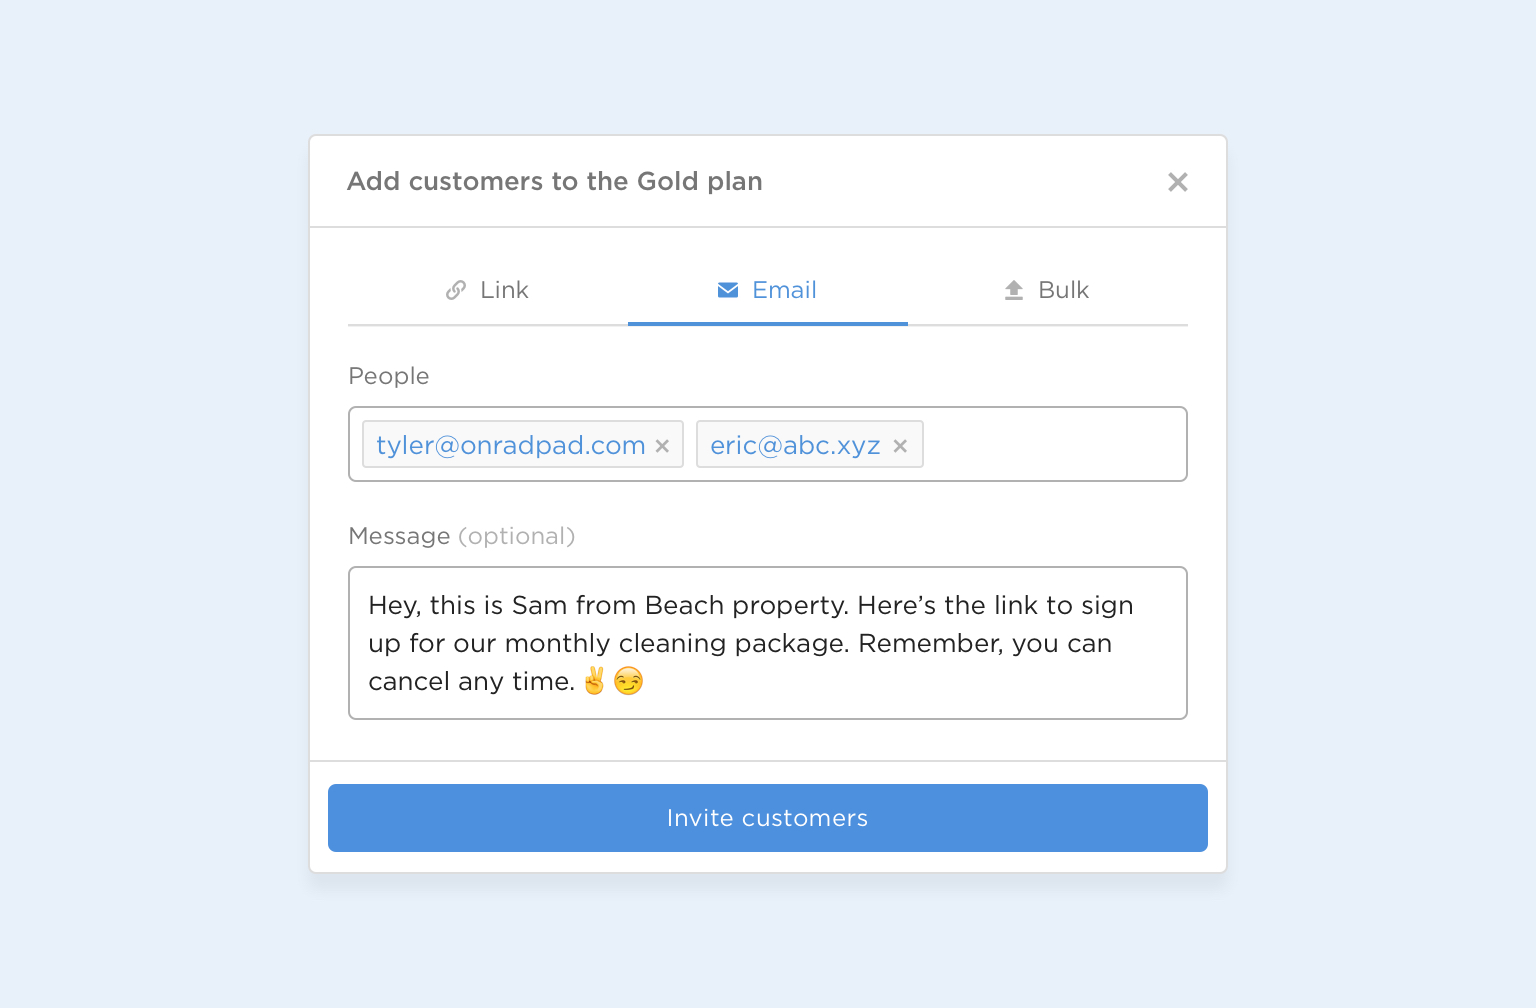 Add customers to the Gold plan
Link
Email
Bulk
People
tyler@onradpad.com
eric@abc.xyz
Message (optional)
Hey, this is Sam from Beach property. Here’s the link to sign
up for our monthly cleaning package. Remember, you can
cancel any time. ✌️😏
Invite customers